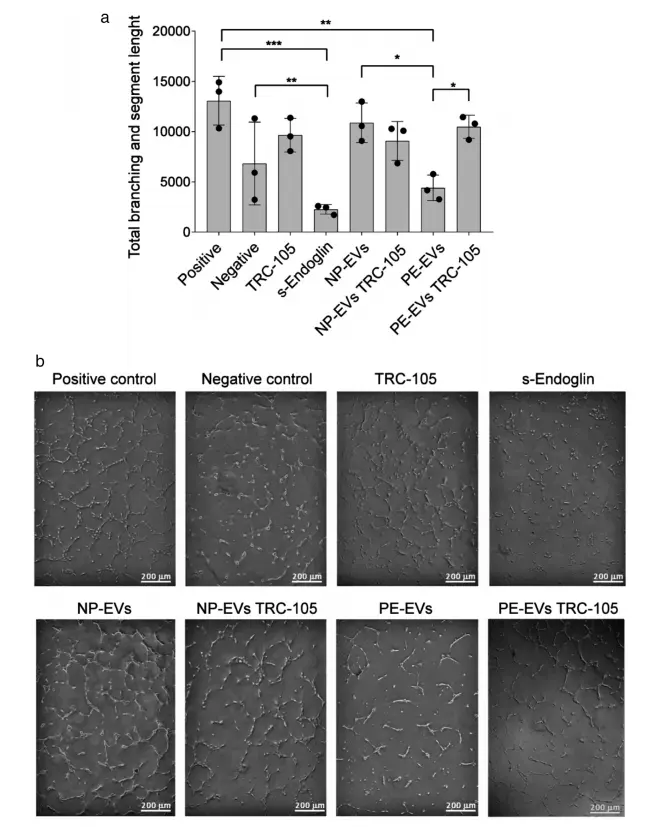 a
Total branching and segment lenght
20000
15000
10000
5000
0
**
***
**
*
*
Positive
Negative
TRC-105
s-Endoglin
NP-EVs
NP-EVs TRC-105
PE-EVs
PE-EVs TRC-105
b
Positive control Negative control TRC-105 s-Endoglin
200 µm 200 µm 200 µm 200 µm
NP-EVs NP-EVs TRC-105 PE-EVs PE-EVs TRC-105
200 µm 200 µm 200 µm 200 µm